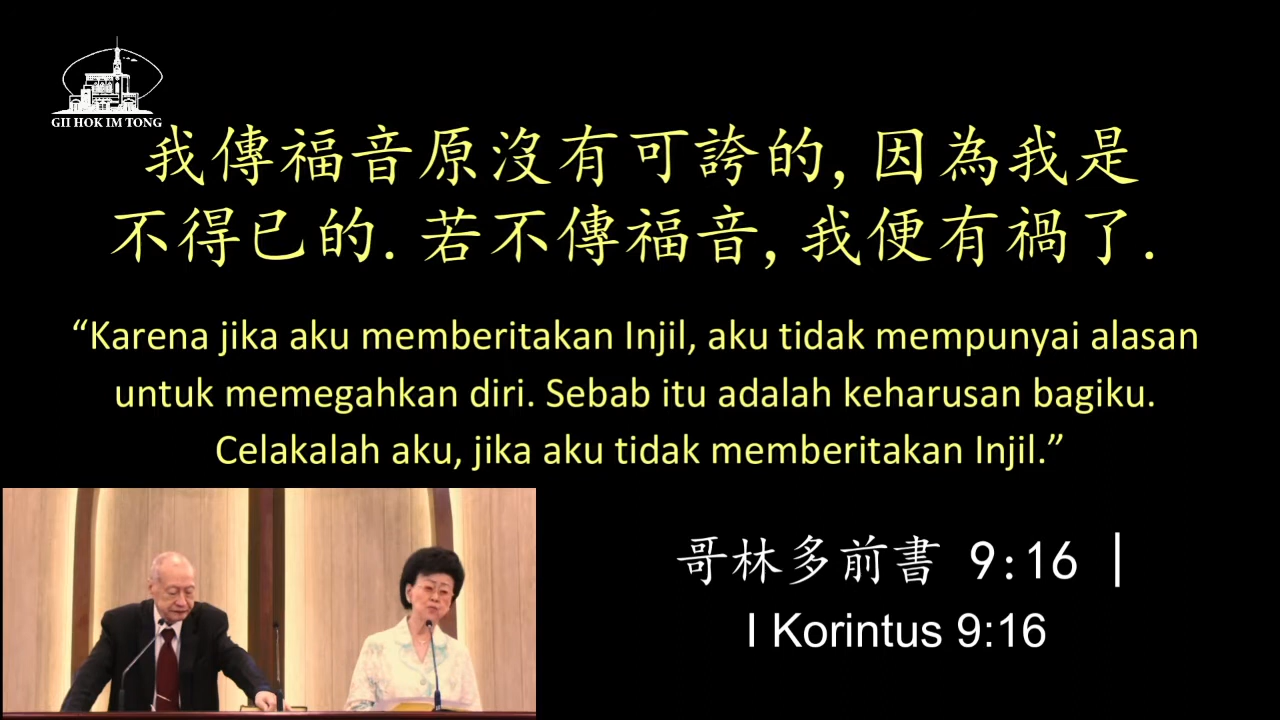 GII HOK IM TONG
我傳福音原沒有可誇的, 因為我是
不得已的. 若不傳福音, 我便有禍了.
“Karena jika aku memberitakan Injil, aku tidak mempunyai alasan
untuk memegahkan diri. Sebab itu adalah keharusan bagiku.
Celakalah aku, jika aku tidak memberitakan Injil.”
哥林多前書 9:16 |
I Korintus 9:16